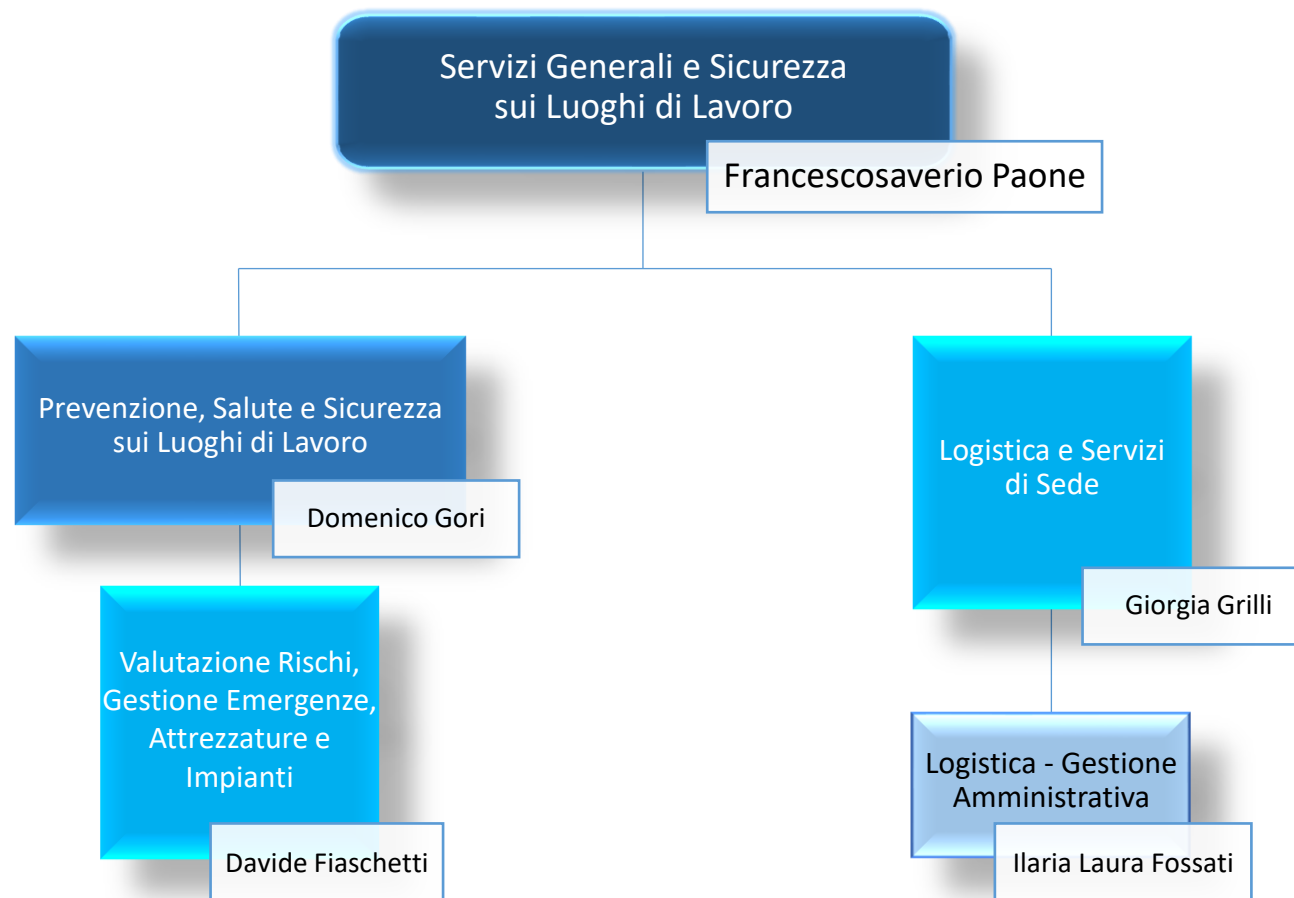 Servizi Generali e Sicurezza
sui Luoghi di Lavoro
Francescosaverio Paone
Prevenzione, Salute e Sicurezza
sui Luoghi di Lavoro
Domenico Gori
Logistica e Servizi
di Sede
Giorgia Grilli
Valutazione Rischi,
Gestione Emergenze,
Attrezzature e
Impianti
Davide Fiaschetti
Logistica - Gestione
Amministrativa
Ilaria Laura Fossati